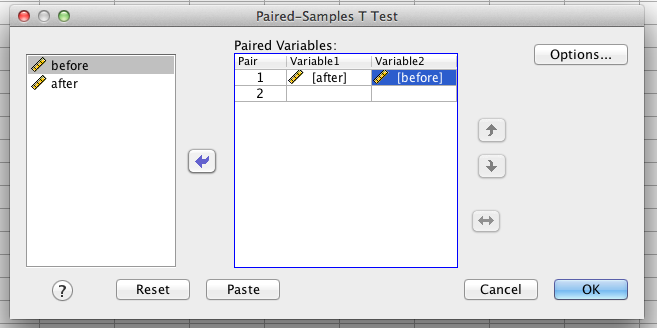 Paired-Samples T Test
before
after
Paired Variables:
Pair Variable1 Variable2
1 [after] [before]
2
Options...
?
Reset
Paste
Cancel
OK